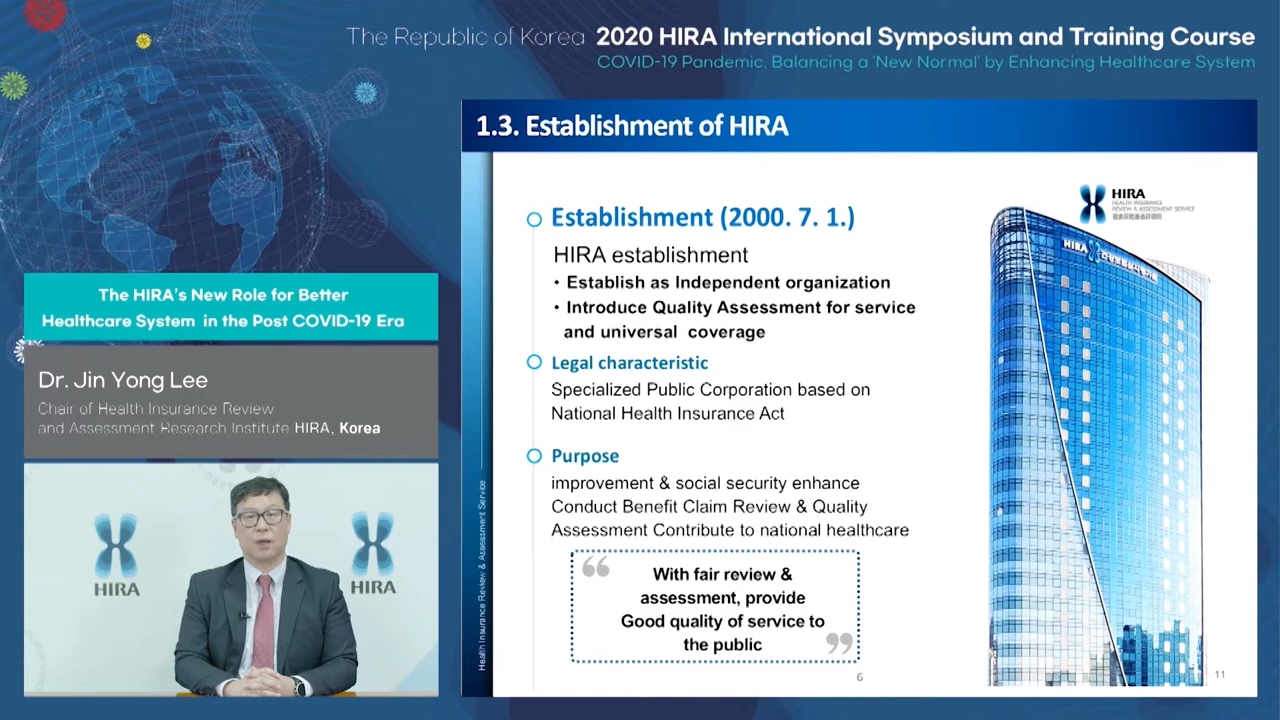 The Republic of Korea 2020 HIRA International Symposium and Training Course
COVID-19 Pandemic, Balancing a 'New Normal' by Enhancing Healthcare System
The HIRA's New Role for Better
Healthcare System in the Post COVID-19 Era
Dr. Jin Yong Lee
Chair of Health Insurance Review
and Assessment Research Institute HIRA, Korea
HIRA
HIRA
1.3. Establishment of HIRA
Health Insurance Review & Assessment Service
Establishment (2000. 7. 1.)
HIRA establishment
• Establish as Independent organization
• Introduce Quality Assessment for service
and universal coverage
Legal characteristic
Specialized Public Corporation based on
National Health Insurance Act
Purpose
improvement & social security enhance
Conduct Benefit Claim Review & Quality
Assessment Contribute to national healthcare
“ With fair review &
assessment, provide
Good quality of service to
the public ”
6
HIRA
HEALTH INSURANCE
REVIEW & ASSESSMENT SERVICE
HIRA
11